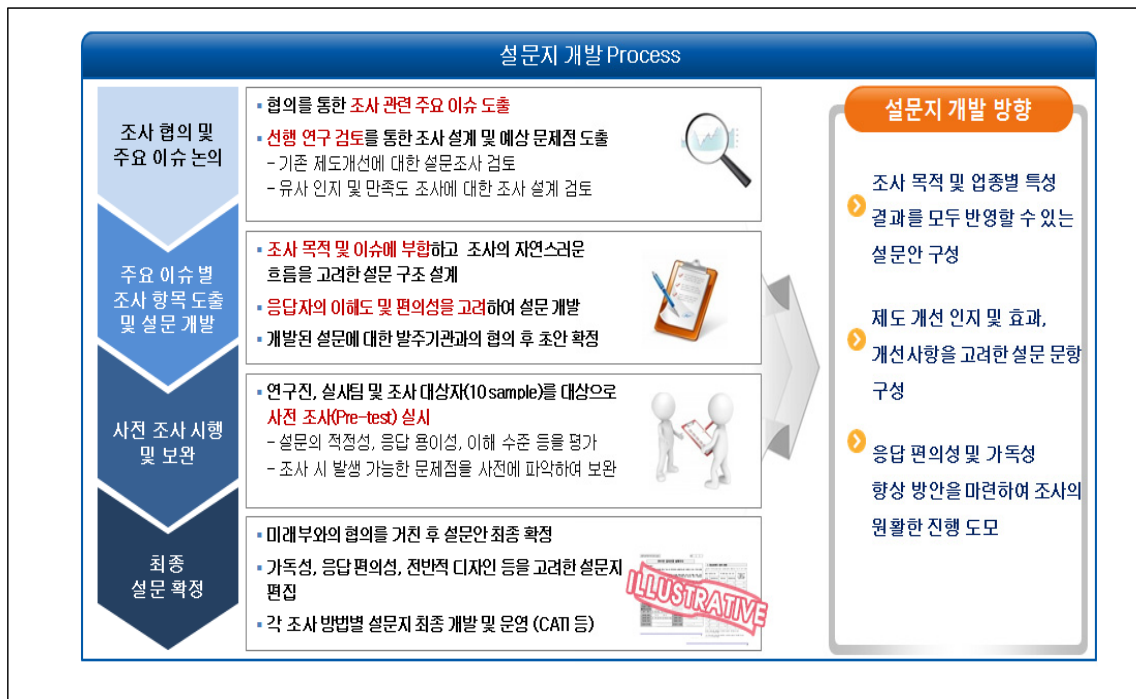 설문지 개발 Process
조사 협의 및
주요 이슈 논의
▪ 협의를 통한 조사 관련 주요 이슈 도출
▪ 선행 연구 검토를 통한 조사 설계 및 예상 문제점 도출
– 기존 제도개선에 대한 설문조사 검토
– 유사 인지 및 만족도 조사에 대한 조사 설계 검토
주요 이슈 별
조사 항목 도출
및 설문 개발
▪ 조사 목적 및 이슈에 부합하고 조사의 자연스러운
흐름을 고려한 설문 구조 설계
▪ 응답자의 이해도 및 편의성을 고려하여 설문 개발
▪ 개발된 설문에 대한 발주기관과의 협의 후 초안 확정
사전 조사 시행
및 보완
▪ 연구진, 실사팀 및 조사 대상자(10 sample)를 대상으로
사전 조사(Pre-test) 실시
– 설문의 적정성, 응답 용이성, 이해 수준 등을 평가
– 조사 시 발생 가능한 문제점을 사전에 파악하여 보완
최종
설문 확정
▪ 미래부와의 협의를 거친 후 설문안 최종 확정
▪ 가독성, 응답 편의성, 전반적 디자인 등을 고려한 설문지
편집
▪ 각 조사 방법별 설문지 최종 개발 및 운영 (CATI 등)
ILLUSTRATIVE
설문지 개발 방향
조사 목적 및 업종별 특성
결과를 모두 반영할 수 있는
설문안 구성
제도 개선 인지 및 효과,
개선사항을 고려한 설문 문항
구성
응답 편의성 및 가독성
향상 방안을 마련하여 조사의
원활한 진행 도모